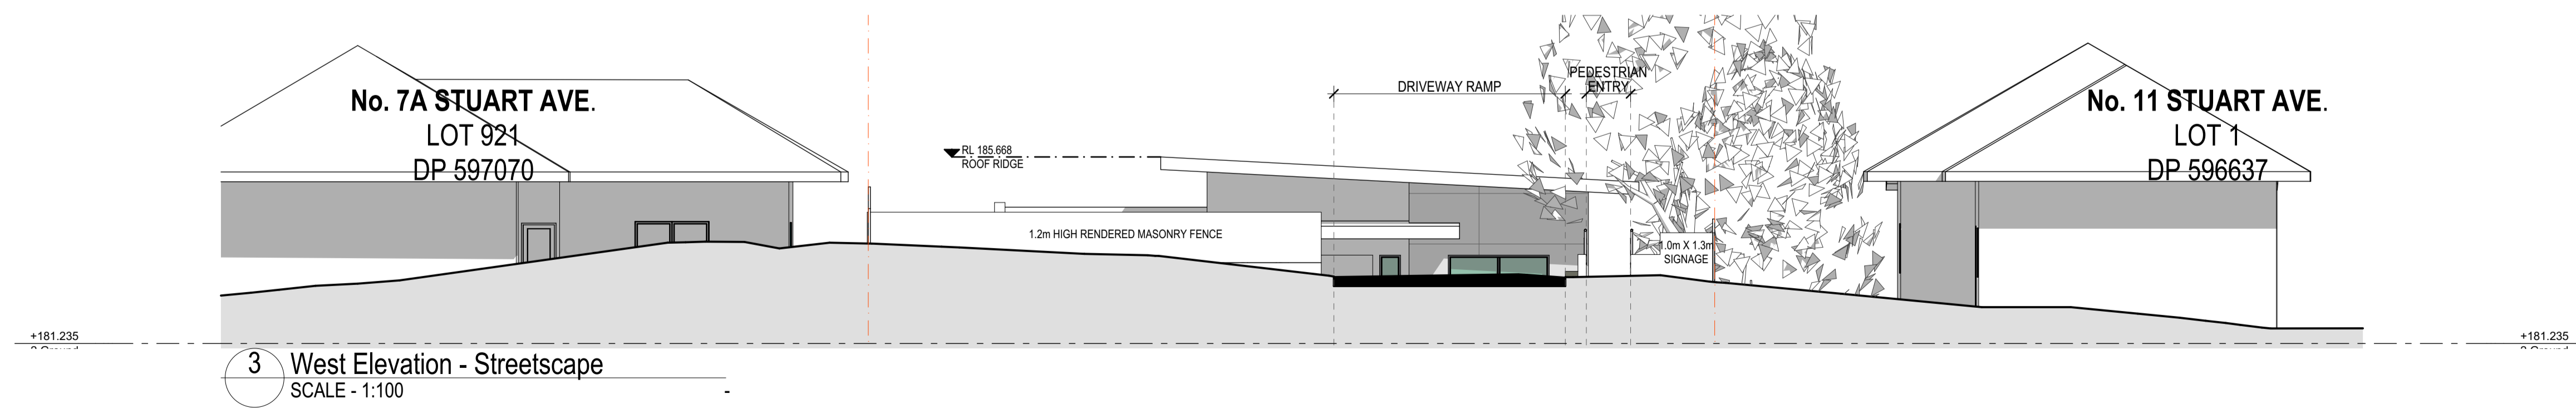 No. 7A STUART AVE.
LOT 921
DP 597070
RL 185.668
ROOF RIDGE
1.2m HIGH RENDERED MASONRY FENCE
DRIVEWAY RAMP
PEDESTRIAN
ENTRY
1.0m X 1.3m
SIGNAGE
No. 11 STUART AVE.
LOT 1
DP 596637
+181.235
+181.235
3
West Elevation - Streetscape
SCALE - 1:100
-